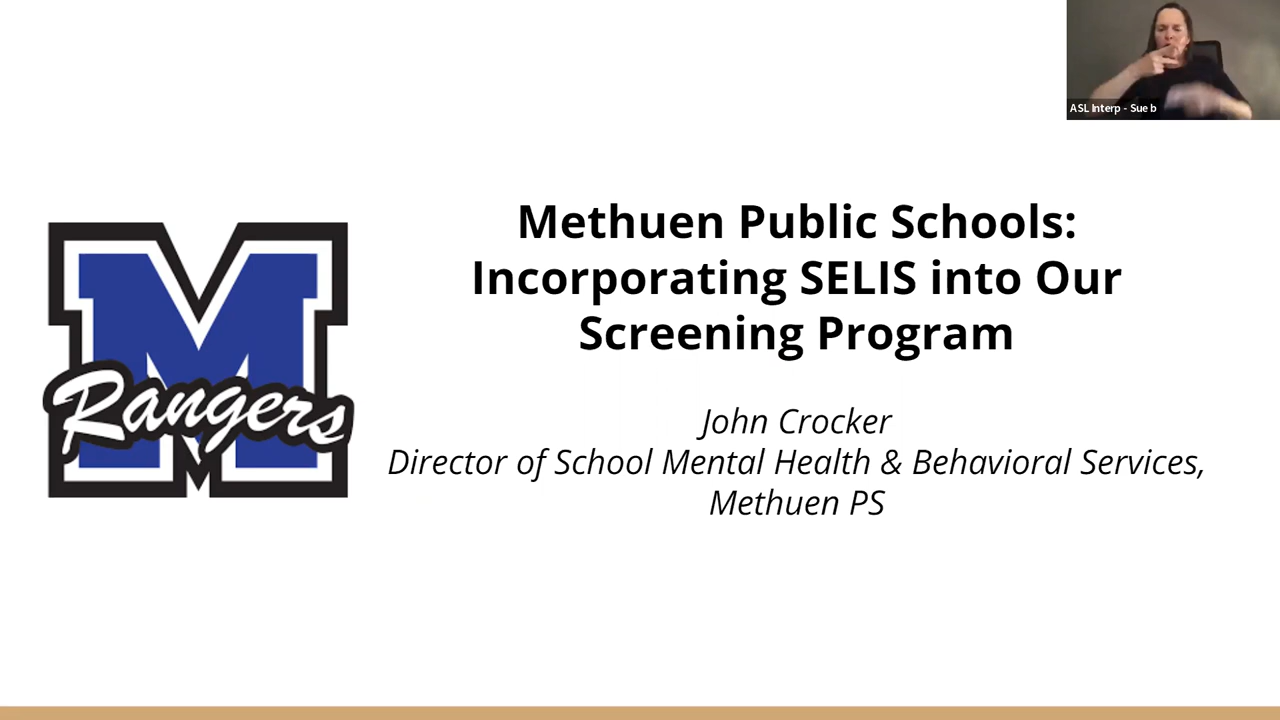 ASL Interp - Sue b
Methuen Public Schools:
Incorporating SELIS into Our
Screening Program
M
Rangers
John Crocker
Director of School Mental Health & Behavioral Services,
Methuen PS